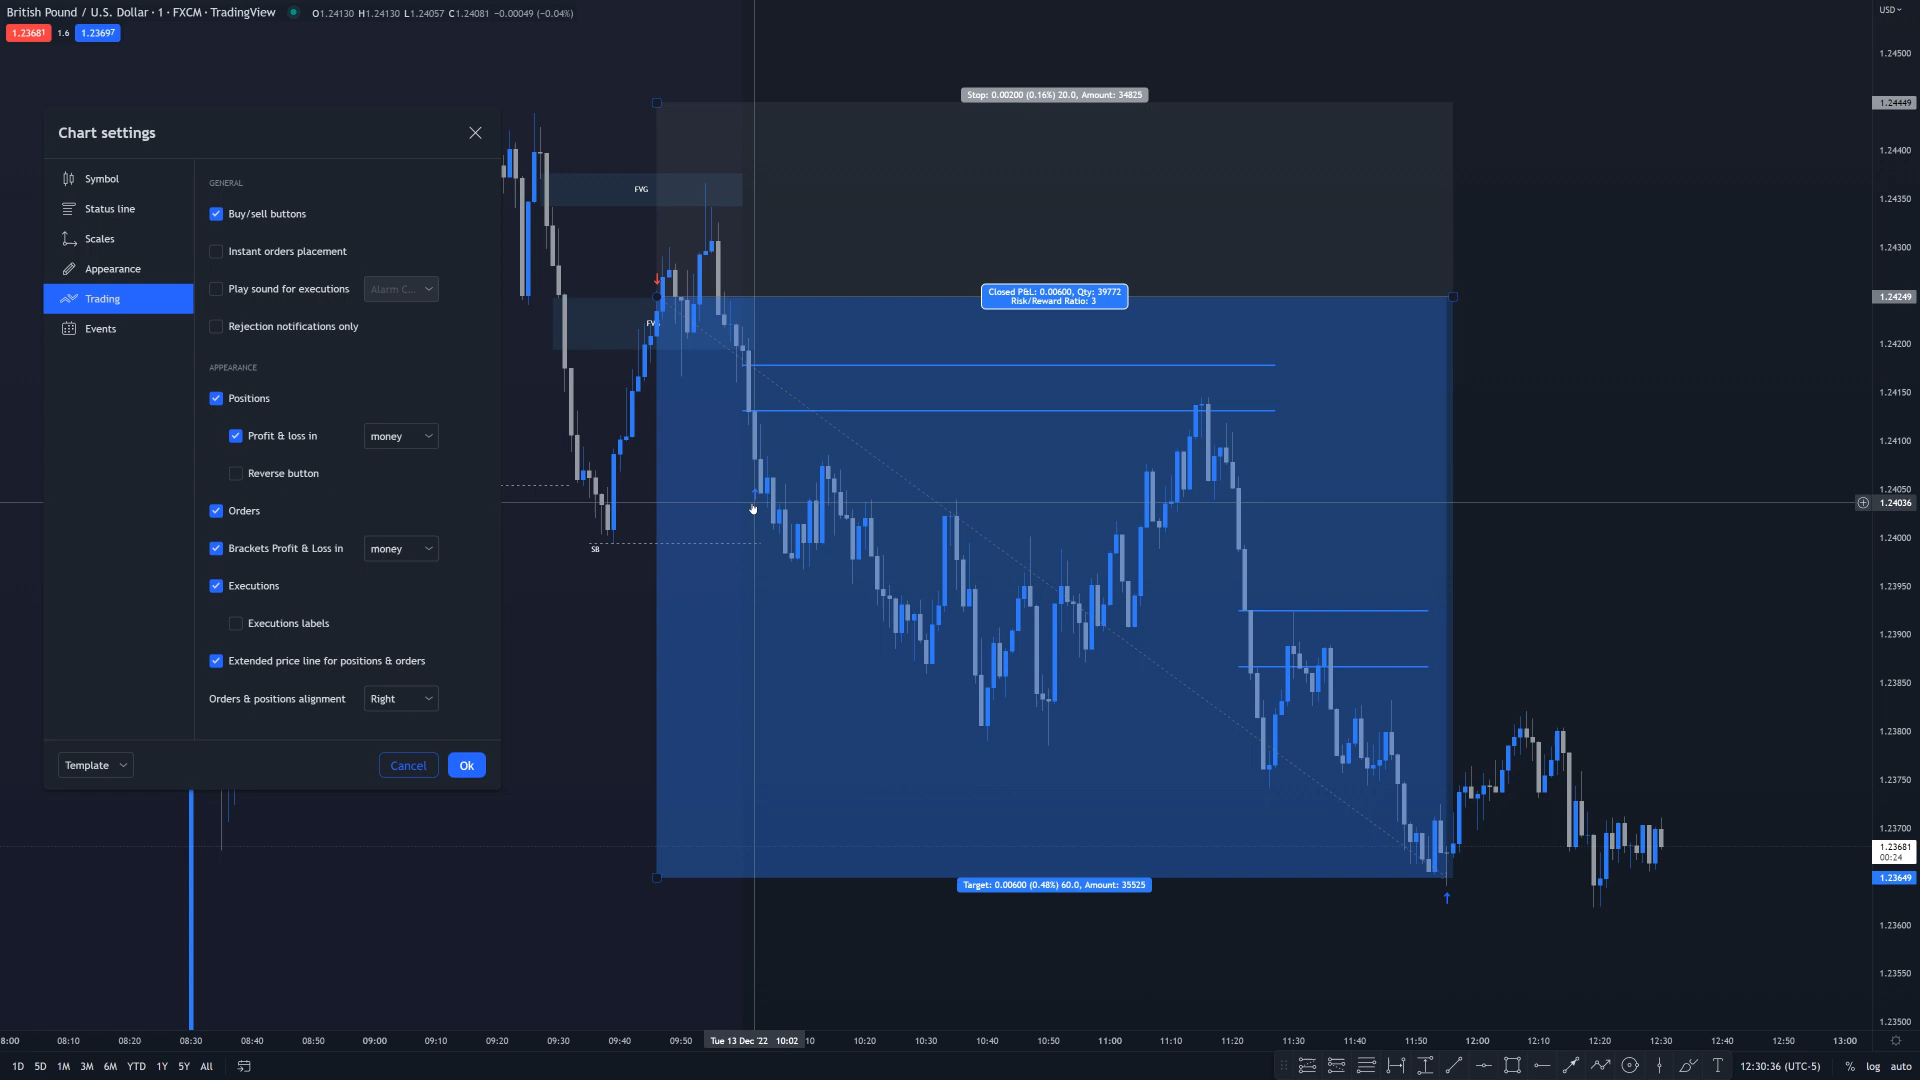 British Pound / U.S. Dollar · 1 · FXCM · TradingView O1.24130 H1.24130 L1.24057 C1.24081 −0.00049 (−0.04%)
USD
1.23681 1.6 1.23697
1.24500
Stop: 0.00200 (0.16%) 20.0, Amount: 34825
1.24449
Chart settings
1.24400
Symbol
Status line
Scales
Appearance
Trading
Events
GENERAL
Buy/sell buttons
Instant orders placement
Play sound for executions Alarm C...
Rejection notifications only
APPEARANCE
Positions
Profit & loss in money
Reverse button
Orders
Brackets Profit & Loss in money
Executions
Executions labels
Extended price line for positions & orders
Orders & positions alignment Right
Template Cancel Ok
FVG
Closed P&L: 0.00600, Qty: 39772
Risk/Reward Ratio: 3
SB
Target: 0.00600 (0.48%) 60.0, Amount: 35525
1.24350
1.24300
1.24249
1.24200
1.24150
1.24100
1.24050
1.24036
1.24000
1.23950
1.23900
1.23850
1.23800
1.23750
1.23700
1.23681
00:24
1.23649
1.23600
1.23550
1.23500
8:00 08:10 08:20 08:30 08:40 08:50 09:00 09:10 09:20 09:30 09:40 09:50 Tue 13 Dec '22 10:02 10 10:20 10:30 10:40 10:50 11:00 11:10 11:20 11:30 11:40 11:50 12:00 12:10 12:20 12:30 12:40 12:50 13:00
1D 5D 1M 3M 6M YTD 1Y 5Y All 12:30:36 (UTC-5) % log auto